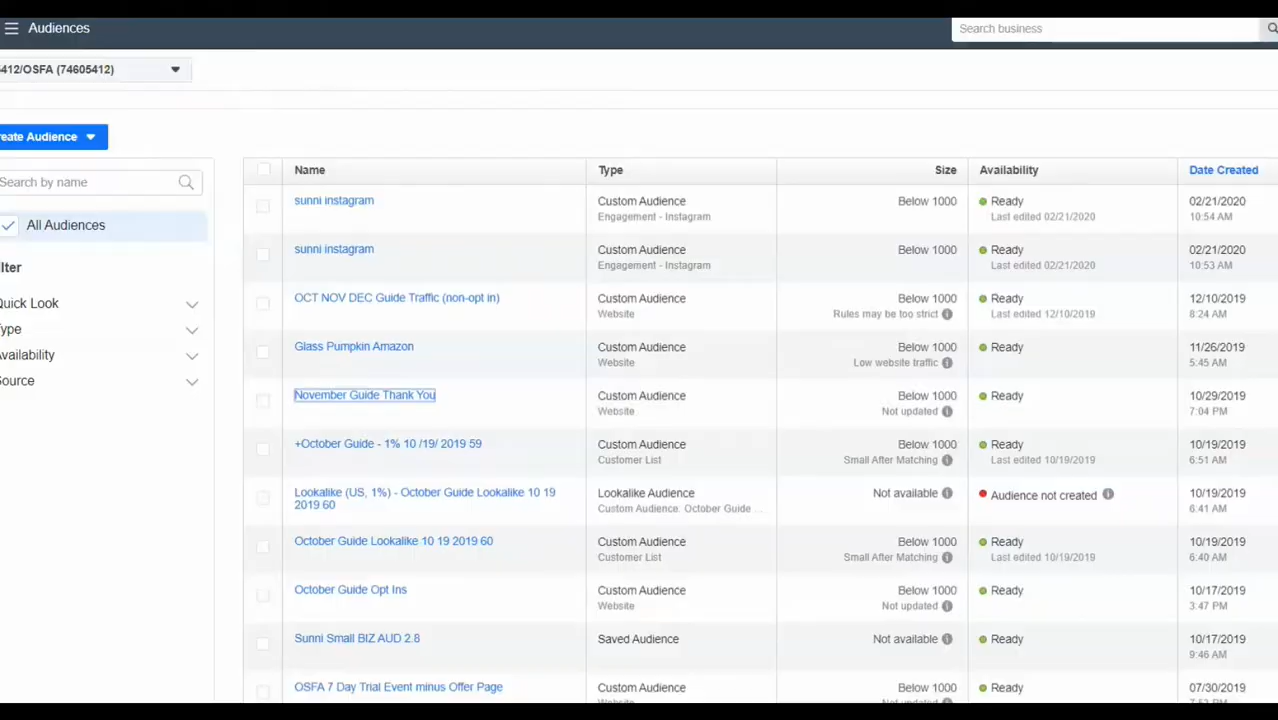 Audiences
Search business
5412/OSFA (74605412)
reate Audience
Search by name
All Audiences
ilter
Quick Look
ype
vailability
Source
Name Type Size Availability Date Created
sunni instagram Custom Audience Below 1000 Ready 02/21/2020
Engagement - Instagram Last edited 02/21/2020 10:54 AM
sunni instagram Custom Audience Below 1000 Ready 02/21/2020
Engagement - Instagram Last edited 02/21/2020 10:53 AM
OCT NOV DEC Guide Traffic (non-opt in) Custom Audience Below 1000 Ready 12/10/2019
Website Rules may be too strict Last edited 12/10/2019 8:24 AM
Glass Pumpkin Amazon Custom Audience Below 1000 Ready 11/26/2019
Website Low website traffic 5:45 AM
November Guide Thank You Custom Audience Below 1000 Ready 10/29/2019
Website Not updated 7:04 PM
+October Guide - 1% 10 /19/ 2019 59 Custom Audience Below 1000 Ready 10/19/2019
Customer List Small After Matching Last edited 10/19/2019 6:51 AM
Lookalike (US, 1%) - October Guide Lookalike 10 19 Lookalike Audience Not available Audience not created 10/19/2019
2019 60 Custom Audience: October Guide ... 6:41 AM
October Guide Lookalike 10 19 2019 60 Custom Audience Below 1000 Ready 10/19/2019
Customer List Small After Matching Last edited 10/19/2019 6:40 AM
October Guide Opt Ins Custom Audience Below 1000 Ready 10/17/2019
Website Not updated 3:47 PM
Sunni Small BIZ AUD 2.8 Saved Audience Not available Ready 10/17/2019
9:46 AM
OSFA 7 Day Trial Event minus Offer Page Custom Audience Below 1000 Ready 07/30/2019